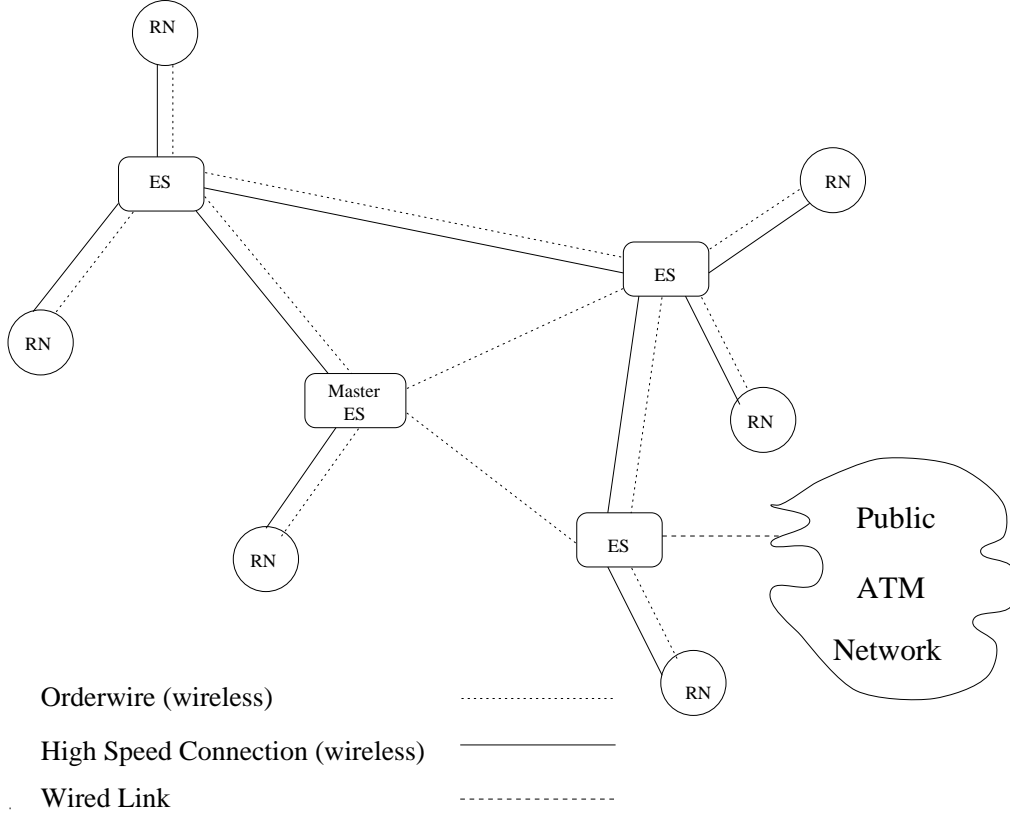 RN
ES
RN
RN
ES
RN
Master
ES
RN
ES
RN
Public
ATM
Network
Orderwire (wireless)
High Speed Connection (wireless)
Wired Link